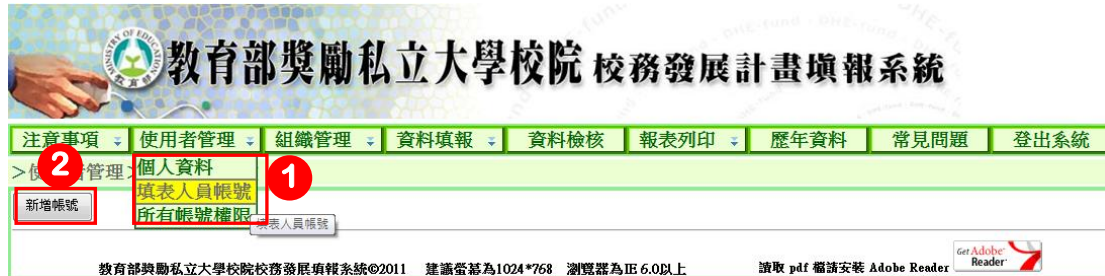 教育部獎勵私立大學校院 校務發展計畫填報系統
注意事項 使用者管理 組織管理 資料填報 資料檢核 報表列印 歷年資料 常見問題 登出系統
2
管理
個人資料
1
填表人員帳號
新增帳號
所有帳號權限
填表人員帳號
教育部獎勵私立大學校院校務發展填報系統©2011 建議螢幕為1024*768 瀏覽器為IE 6.0以上 讀取 pdf 檔請安裝 Adobe Reader
Get Adobe
Reader